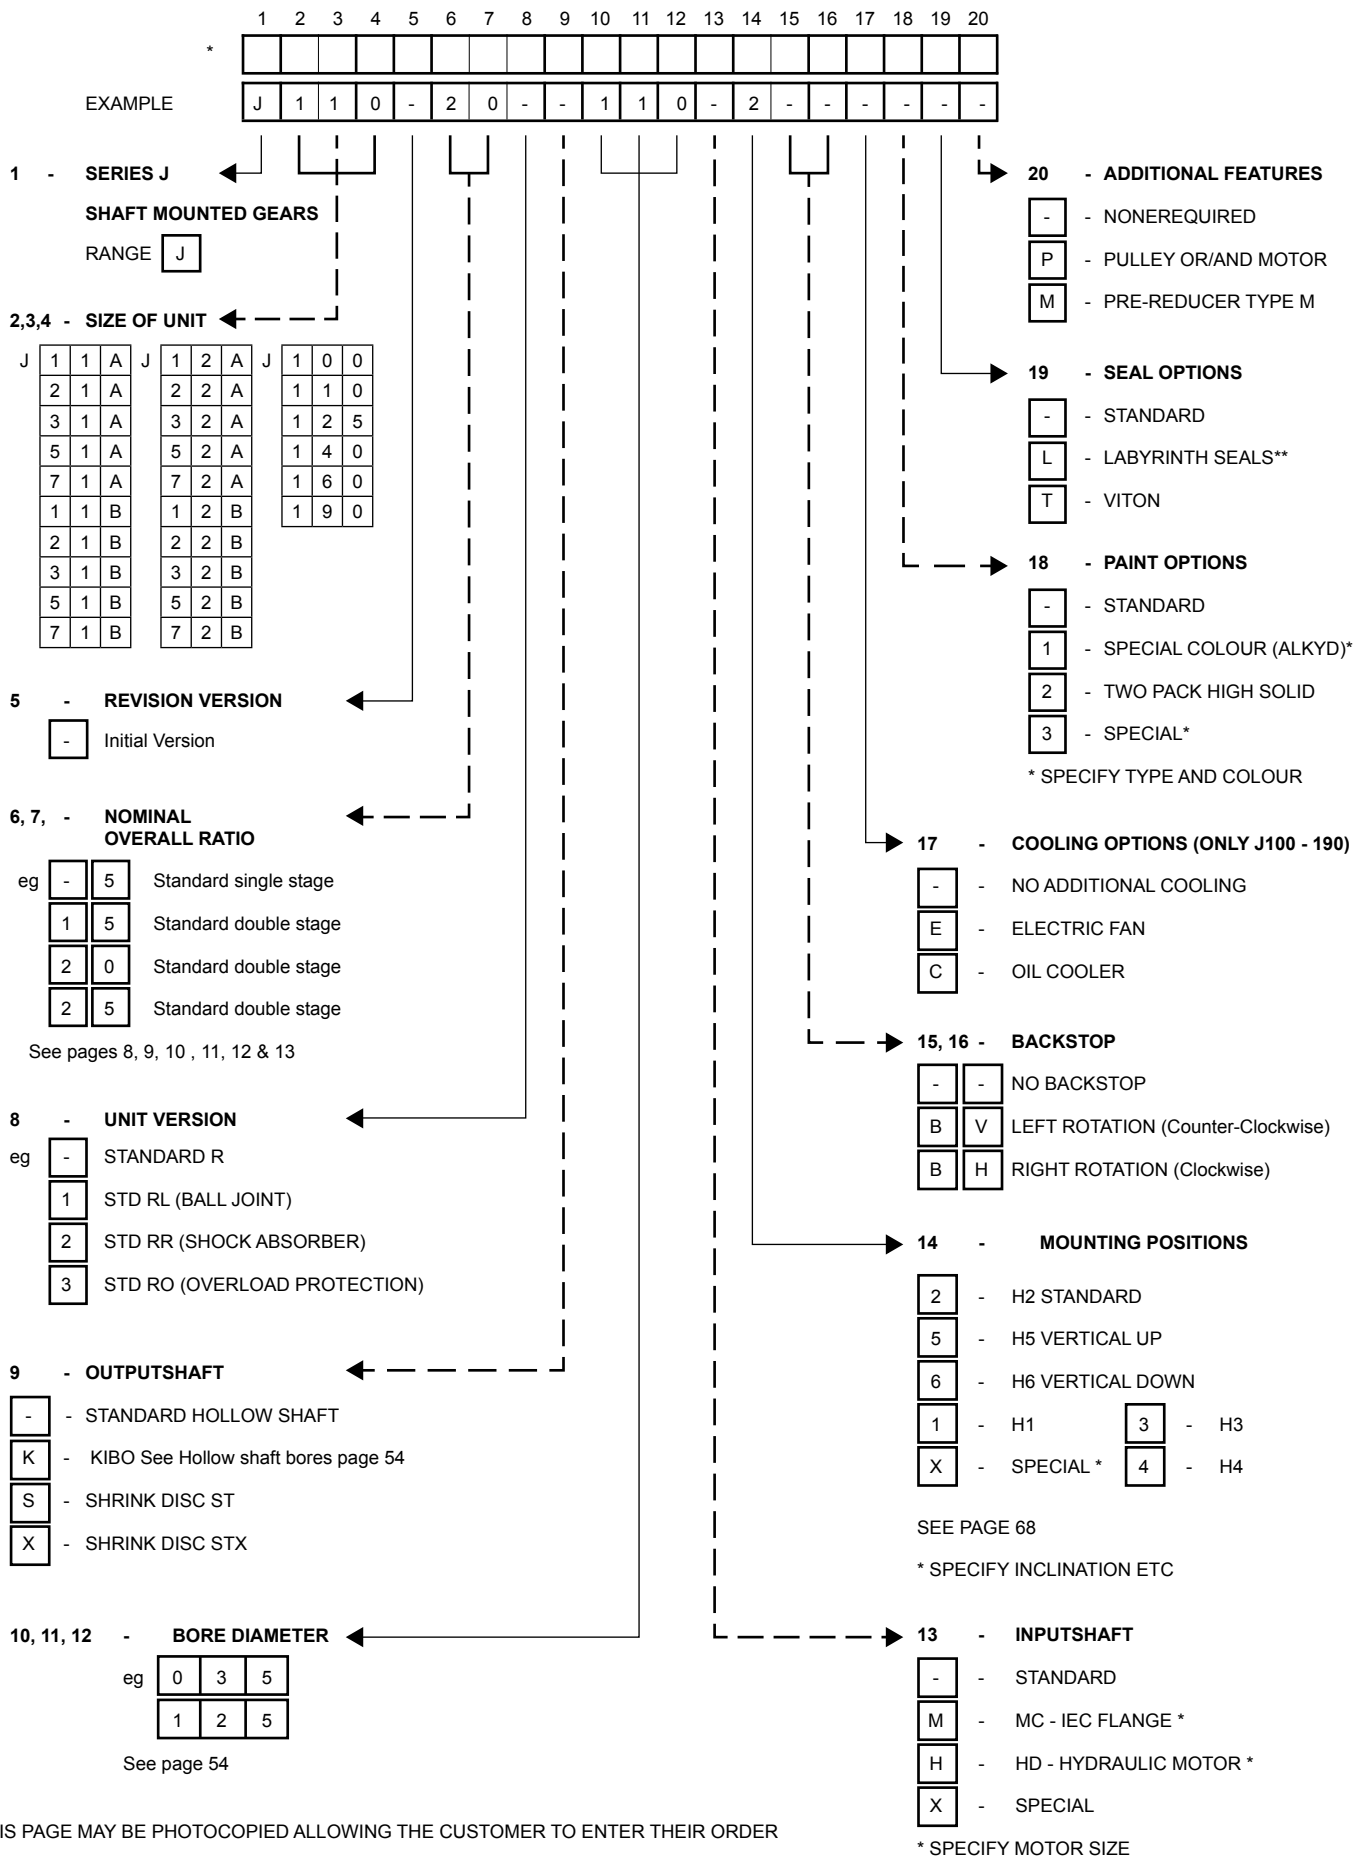 1 2 3 4 5 6 7 8 9 10 11 12 13 14 15 16 17 18 19 20
*
EXAMPLE J 1 1 0 - 2 0 - - 1 1 0 - 2 - - - - - -
1 - SERIES J
SHAFT MOUNTED GEARS
RANGE J
2,3,4 - SIZE OF UNIT
J 1 1 A J 1 2 A J 1 0 0
2 1 A 2 2 A 1 1 0
3 1 A 3 2 A 1 2 5
5 1 A 5 2 A 1 4 0
7 1 A 7 2 A 1 6 0
1 1 B 1 2 B 1 9 0
2 1 B 2 2 B
3 1 B 3 2 B
5 1 B 5 2 B
7 1 B 7 2 B
5 - REVISION VERSION
- Initial Version
6, 7, - NOMINAL
OVERALL RATIO
eg - 5 Standard single stage
1 5 Standard double stage
2 0 Standard double stage
2 5 Standard double stage
See pages 8, 9, 10 , 11, 12 & 13
8 - UNIT VERSION
eg - STANDARD R
1 STD RL (BALL JOINT)
2 STD RR (SHOCK ABSORBER)
3 STD RO (OVERLOAD PROTECTION)
9 - OUTPUTSHAFT
- - STANDARD HOLLOW SHAFT
K - KIBO See Hollow shaft bores page 54
S - SHRINK DISC ST
X - SHRINK DISC STX
10, 11, 12 - BORE DIAMETER
eg 0 3 5
1 2 5
See page 54
IS PAGE MAY BE PHOTOCOPIED ALLOWING THE CUSTOMER TO ENTER THEIR ORDER
20 - ADDITIONAL FEATURES
- - NONEREQUIRED
P - PULLEY OR/AND MOTOR
M - PRE-REDUCER TYPE M
19 - SEAL OPTIONS
- - STANDARD
L - LABYRINTH SEALS**
T - VITON
18 - PAINT OPTIONS
- - STANDARD
1 - SPECIAL COLOUR (ALKYD)*
2 - TWO PACK HIGH SOLID
3 - SPECIAL*
* SPECIFY TYPE AND COLOUR
17 - COOLING OPTIONS (ONLY J100 - 190)
- - NO ADDITIONAL COOLING
E - ELECTRIC FAN
C - OIL COOLER
15, 16 - BACKSTOP
- - NO BACKSTOP
B V LEFT ROTATION (Counter-Clockwise)
B H RIGHT ROTATION (Clockwise)
14 - MOUNTING POSITIONS
2 - H2 STANDARD
5 - H5 VERTICAL UP
6 - H6 VERTICAL DOWN
1 - H1 3 - H3
X - SPECIAL * 4 - H4
SEE PAGE 68
* SPECIFY INCLINATION ETC
13 - INPUTSHAFT
- - STANDARD
M - MC - IEC FLANGE *
H - HD - HYDRAULIC MOTOR *
X - SPECIAL
* SPECIFY MOTOR SIZE